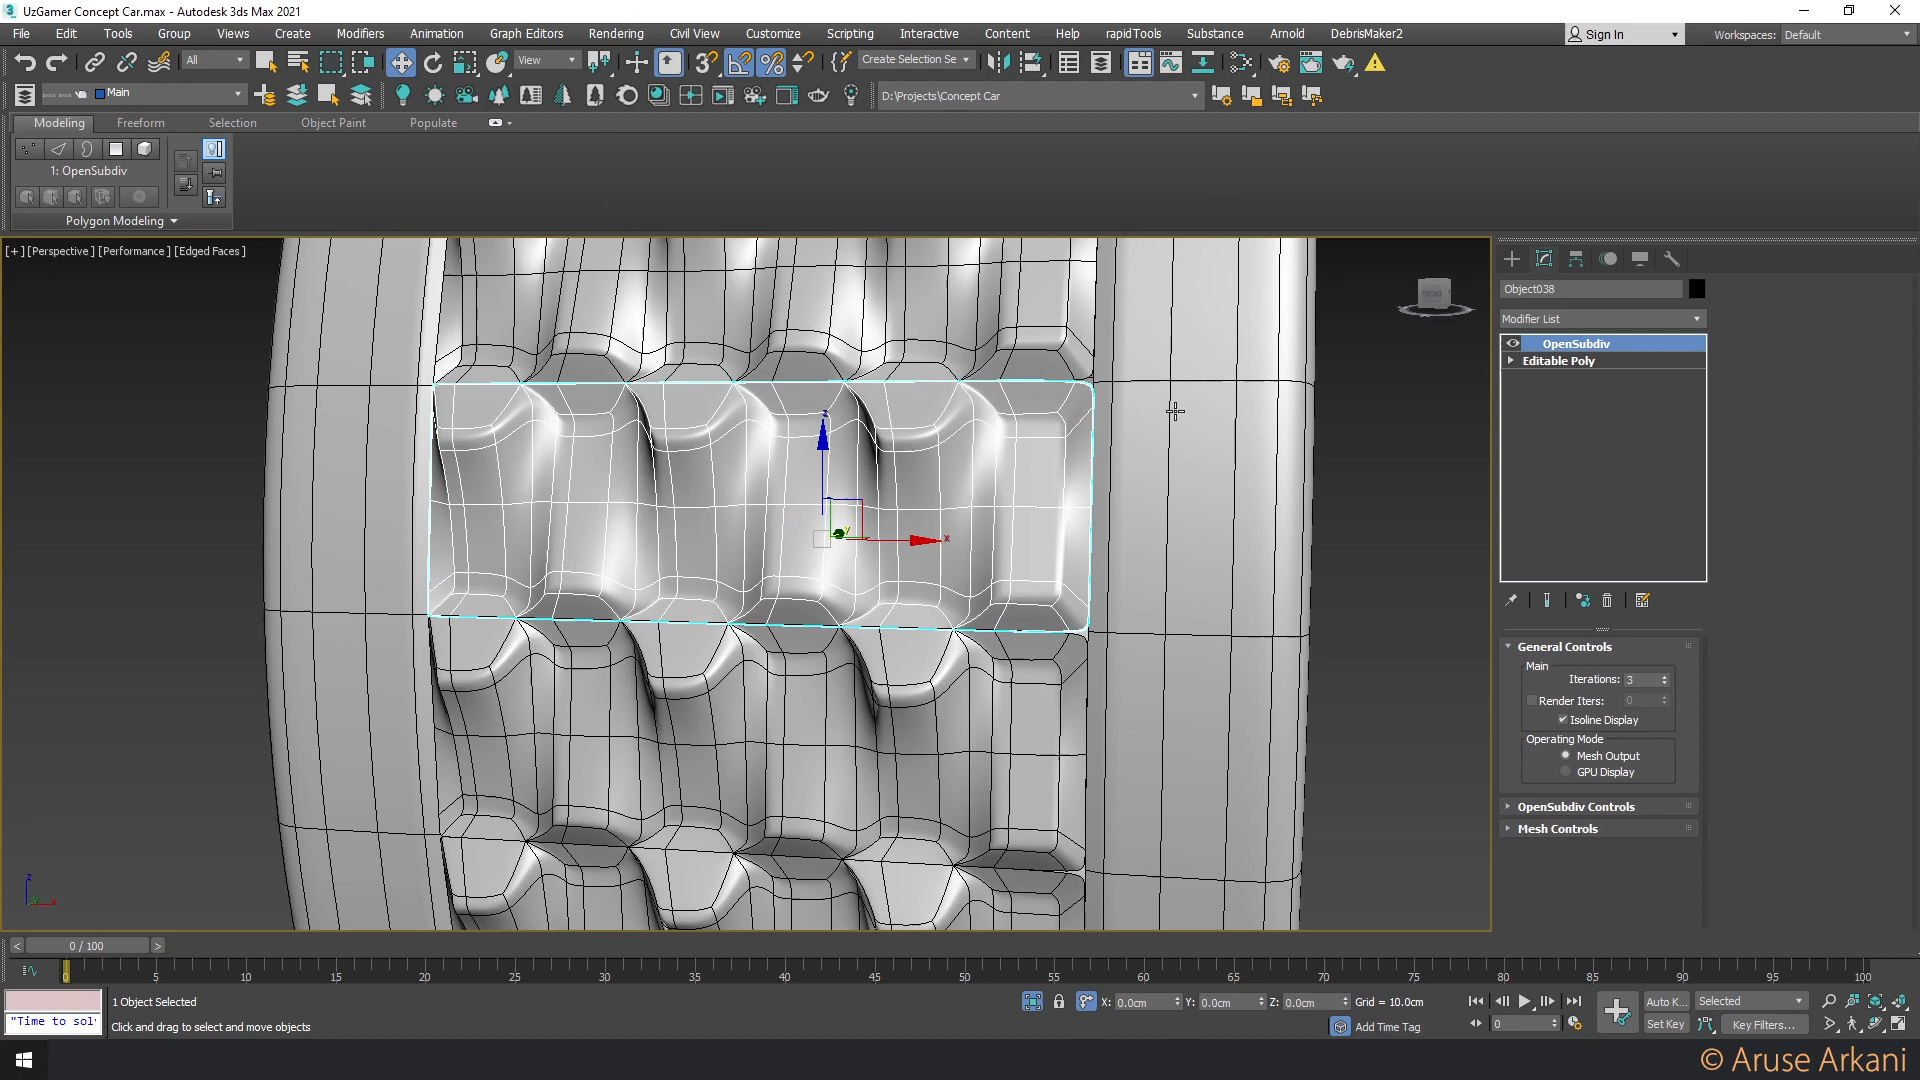 UzGamer Concept Car.max - Autodesk 3ds Max 2021
File Edit Tools Group Views Create Modifiers Animation Graph Editors Rendering Civil View Customize Scripting Interactive Content Help rapidTools Substance Arnold DebrisMaker2
Sign In
Workspaces: Default
All
View
Create Selection Se
Main
D:\Projects\Concept Car
Modeling Freeform Selection Object Paint Populate
1: OpenSubdiv
Polygon Modeling
[+] [Perspective] [Performance] [Edged Faces]
FRONT
z
y
x
z
y
x
Object038
Modifier List
OpenSubdiv
Editable Poly
General Controls
Main
Iterations: 3
Render Iters: 0
Isoline Display
Operating Mode
Mesh Output
GPU Display
OpenSubdiv Controls
Mesh Controls
< 0 / 100 >
0 5 10 15 20 25 30 35 40 45 50 55 60 65 70 75 80 85 90 95 100
"Time to sol
1 Object Selected
Click and drag to select and move objects
X: 0.0cm Y: 0.0cm Z: 0.0cm Grid = 10.0cm
Add Time Tag
0
Auto K... Selected
Set Key Key Filters...
© Aruse Arkani